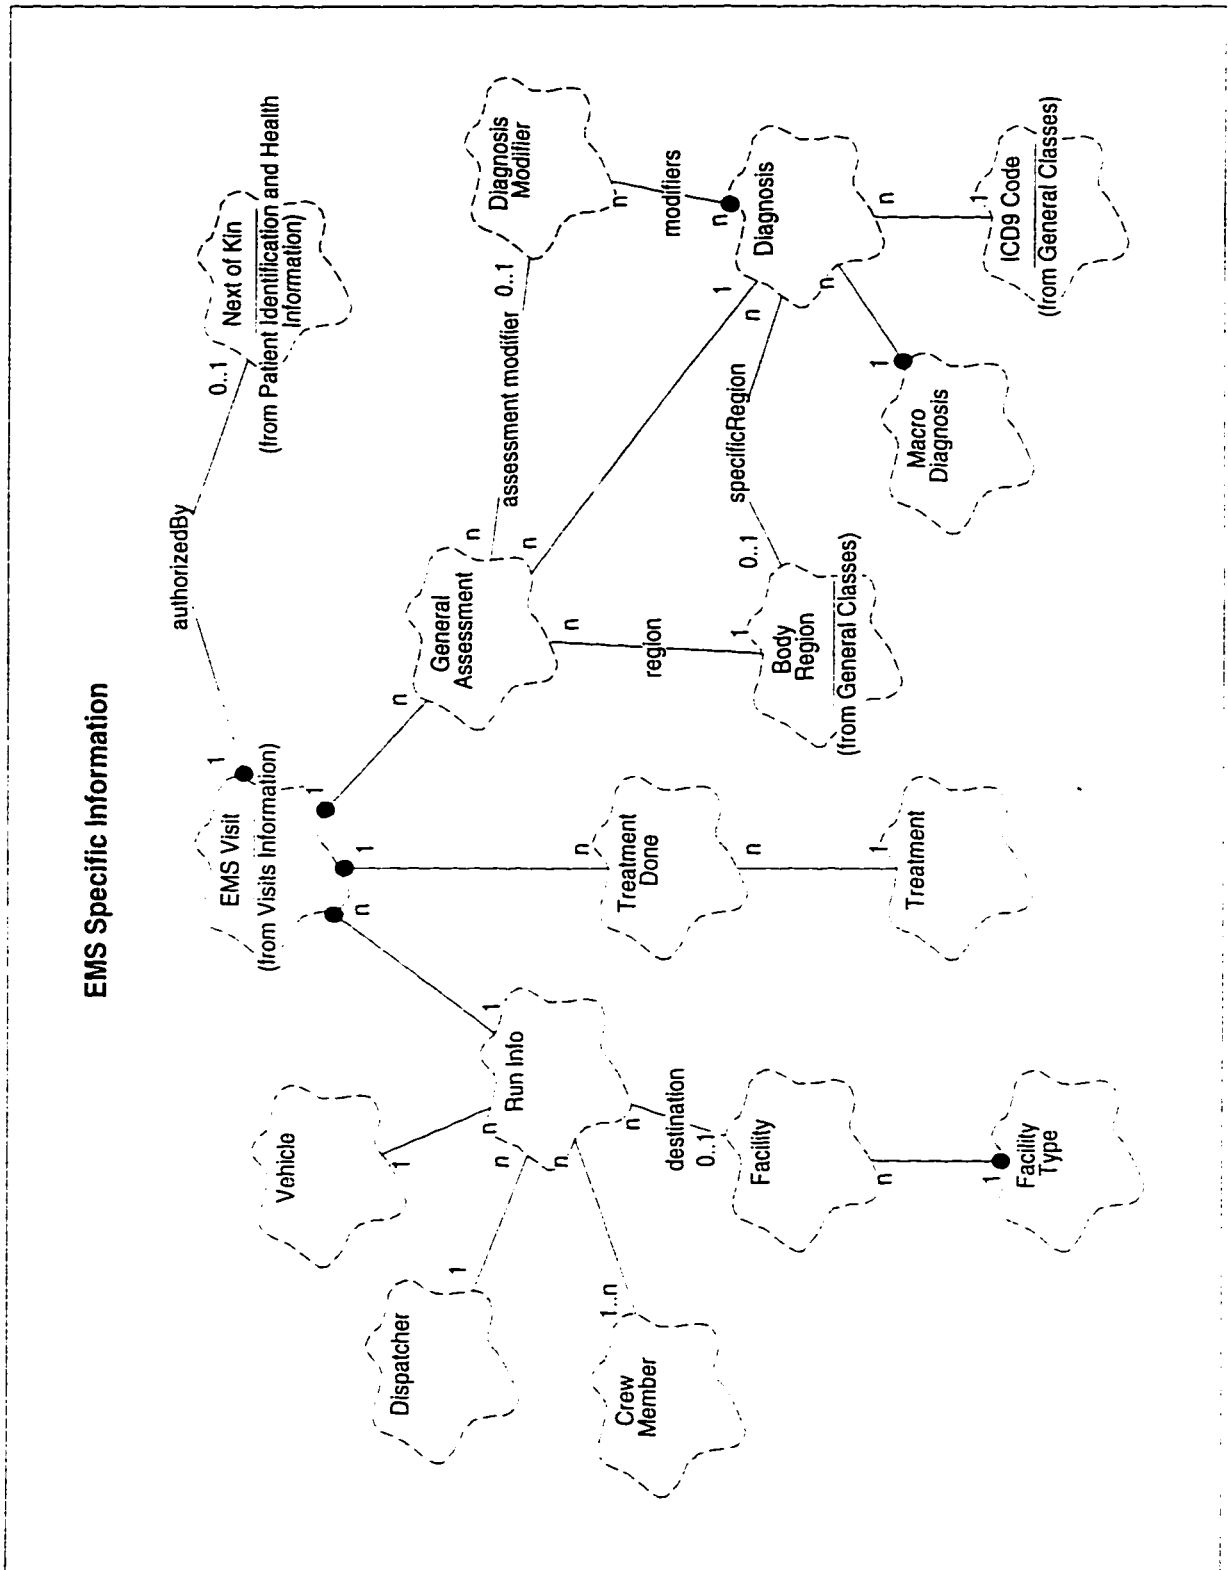 EMS Specific Information
authorizedBy
1
0..1
EMS Visit
(from Visits Information)
Next of Kin
(from Patient Identification and Health
Information)
n
1
1
n
Vehicle
1
n
Dispatcher
1
n
Run Info
1
n
1..n
Crew
Member
n
destination
0..1
Facility
n
1
Facility
Type
n
Treatment
Done
n
1
Treatment
General
Assessment
n
assessment modifier
0..1
Diagnosis
Modifier
n
modifiers
n
n
1
n
region
1
Body
Region
(from General Classes)
0..1
specificRegion
n
Diagnosis
n
1
Macro
Diagnosis
n
1
ICD9 Code
(from General Classes)